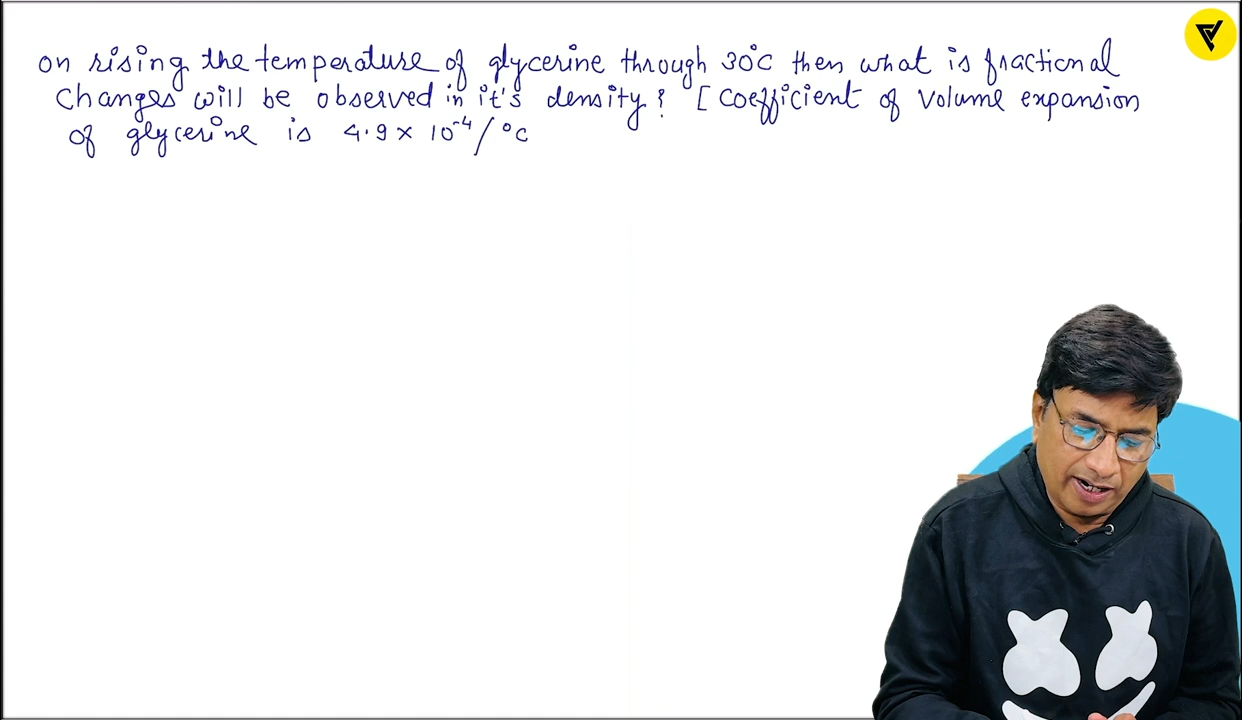 on rising the temperature of glycerine through 30°C then what is fractional
changes will be observed in it's density? [ coefficient of volume expansion
of glycerine is 4.9 × 10⁻⁴/°C